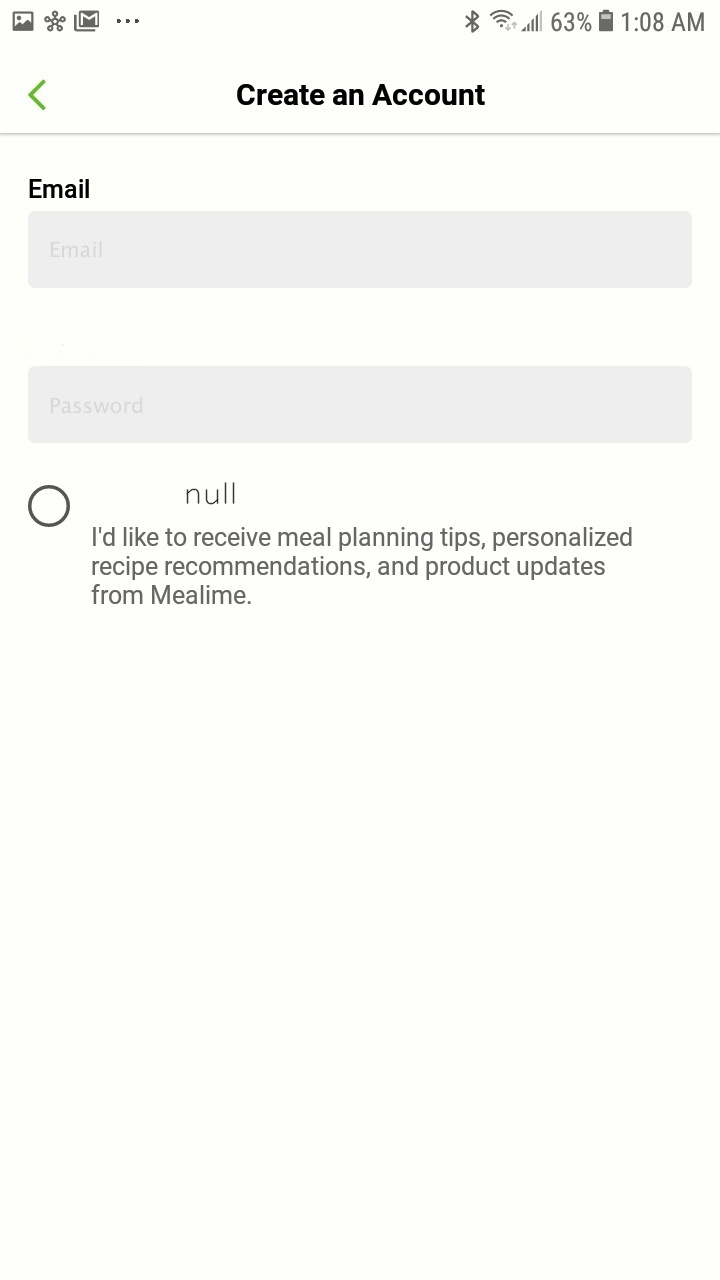 63% 1:08 AM
Create an Account
Email
Email
Password
null
I'd like to receive meal planning tips, personalized
recipe recommendations, and product updates
from Mealime.